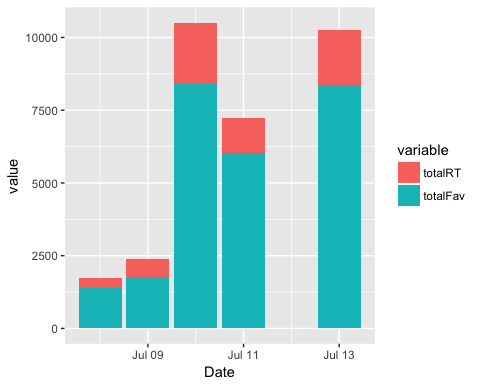 10000
7500
5000
2500
0
value
Jul 09
Jul 11
Jul 13
Date
variable
totalRT
totalFav